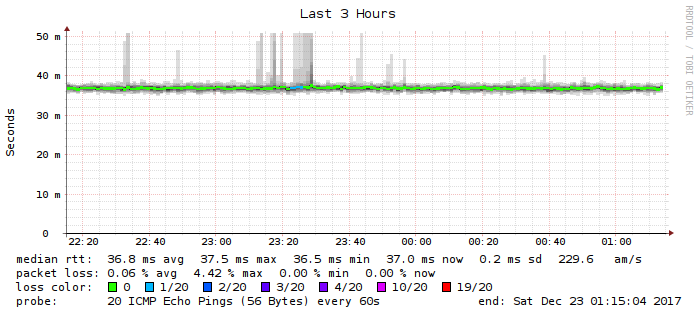 Last 3 Hours
RRDTOOL / TOBI OETIKER
Seconds
50 m
40 m
30 m
20 m
10 m
0
22:20 22:40 23:00 23:20 23:40 00:00 00:20 00:40 01:00
median rtt: 36.8 ms avg 37.5 ms max 36.5 ms min 37.0 ms now 0.2 ms sd 229.6 am/s
packet loss: 0.06 % avg 4.42 % max 0.00 % min 0.00 % now
loss color: 0 1/20 2/20 3/20 4/20 10/20 19/20
probe: 20 ICMP Echo Pings (56 Bytes) every 60s end: Sat Dec 23 01:15:04 2017